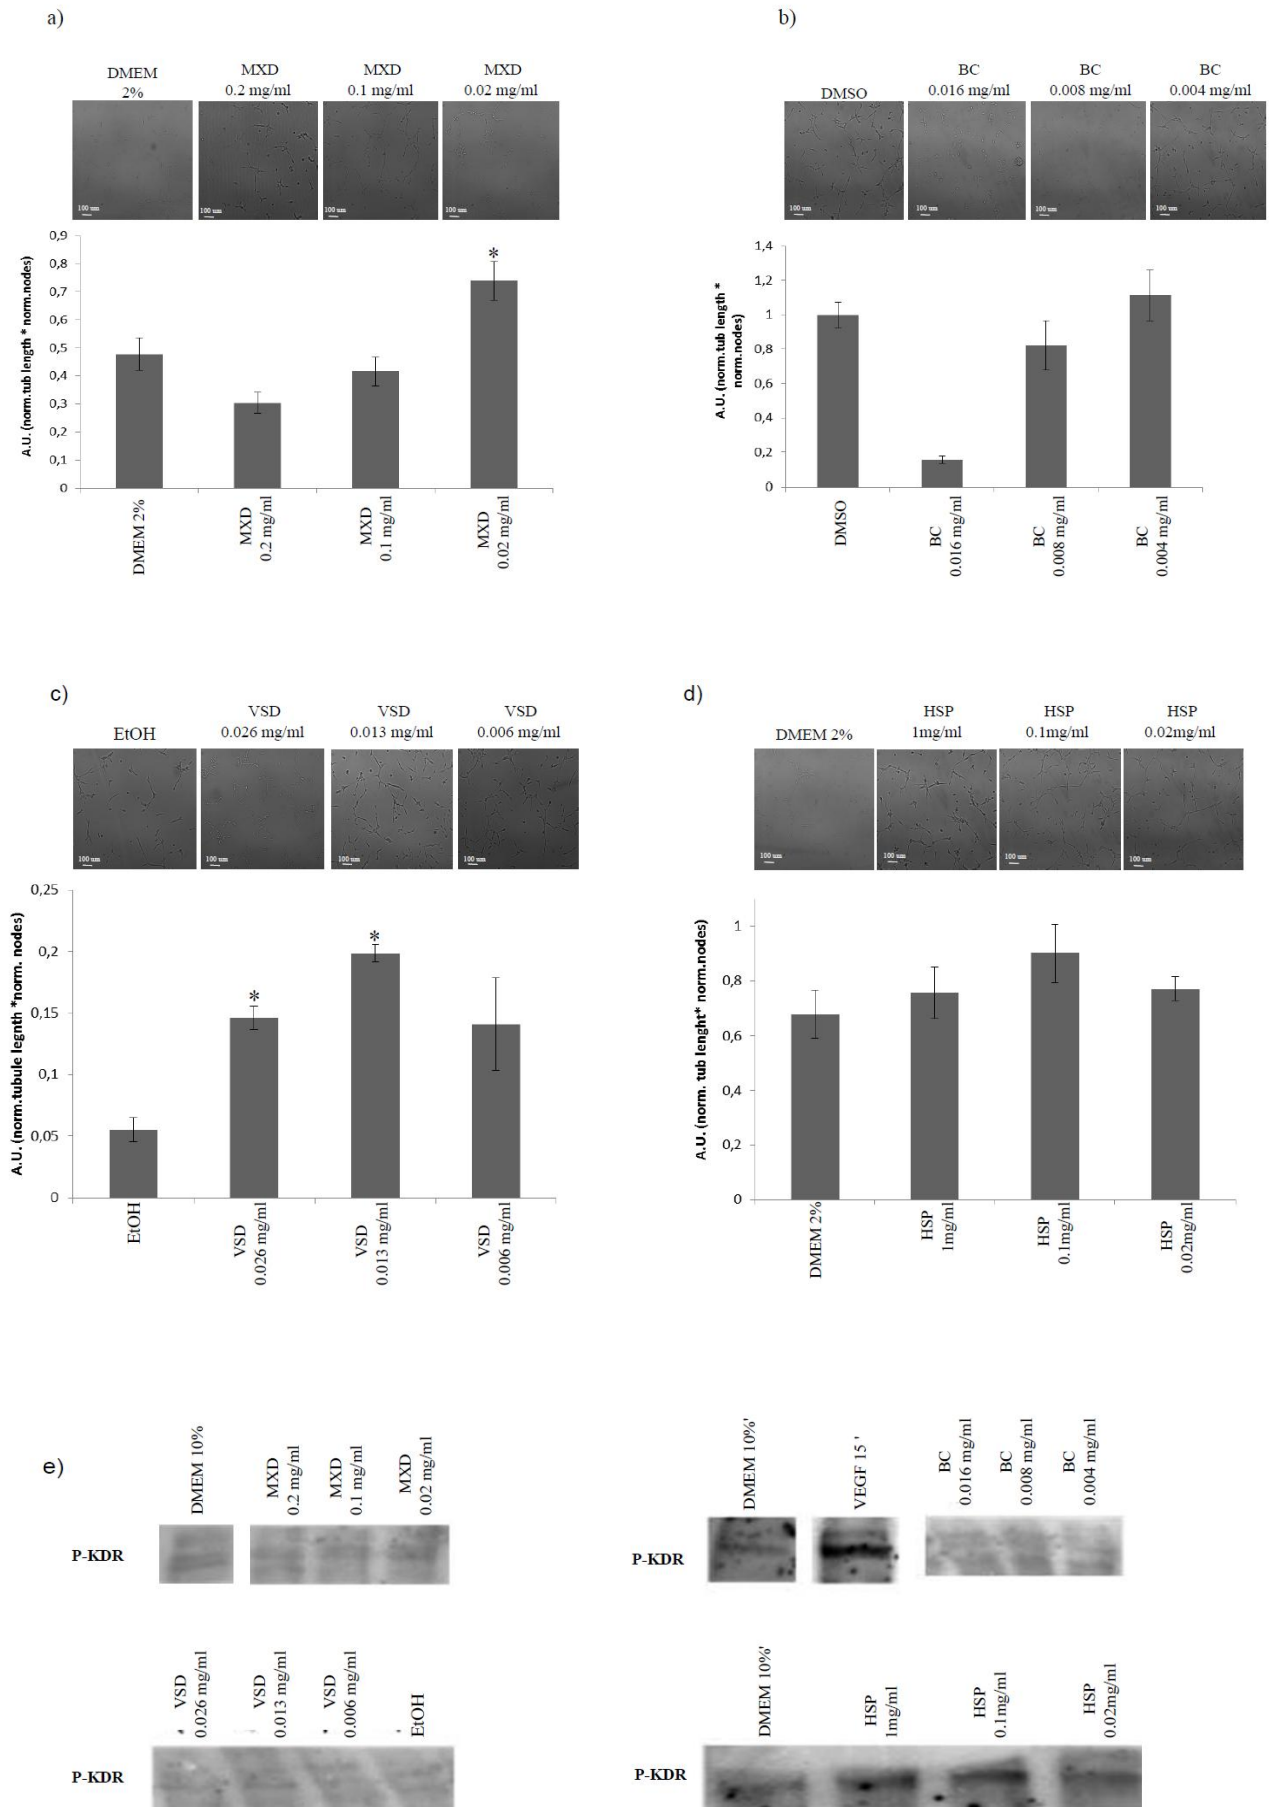 a)
DMEM
2%
MXD
0.2 mg/ml
MXD
0.1 mg/ml
MXD
0.02 mg/ml
100 um
100 um
100 um
100 um
A.U. (norm.tub length * norm.nodes)
0,9
0,8
0,7
0,6
0,5
0,4
0,3
0,2
0,1
0
*
DMEM 2%
MXD
0.2 mg/ml
MXD
0.1 mg/ml
MXD
0.02 mg/ml
b)
DMSO
BC
0.016 mg/ml
BC
0.008 mg/ml
BC
0.004 mg/ml
100 um
100 um
100 um
100 um
A.U. (norm.tub length *
norm.nodes)
1,4
1,2
1
0,8
0,6
0,4
0,2
0
DMSO
BC
0.016 mg/ml
BC
0.008 mg/ml
BC
0.004 mg/ml
c)
EtOH
VSD
0.026 mg/ml
VSD
0.013 mg/ml
VSD
0.006 mg/ml
100 um
100 um
100 um
100 um
A.U. (norm.tubule legnth *norm. nodes)
0,25
0,2
0,15
0,1
0,05
0
*
*
EtOH
VSD
0.026 mg/ml
VSD
0.013 mg/ml
VSD
0.006 mg/ml
d)
DMEM 2%
HSP
1mg/ml
HSP
0.1mg/ml
HSP
0.02mg/ml
100 um
100 um
100 um
100 um
A.U. (norm. tub lenght* norm.nodes)
1
0,8
0,6
0,4
0,2
0
DMEM 2%
HSP
1mg/ml
HSP
0.1mg/ml
HSP
0.02mg/ml
e)
DMEM 10%
MXD
0.2 mg/ml
MXD
0.1 mg/ml
MXD
0.02 mg/ml
P-KDR
DMEM 10%'
VEGF 15 '
BC
0.016 mg/ml
BC
0.008 mg/ml
BC
0.004 mg/ml
P-KDR
VSD
0.026 mg/ml
VSD
0.013 mg/ml
VSD
0.006 mg/ml
EtOH
P-KDR
DMEM 10%'
HSP
1mg/ml
HSP
0.1mg/ml
HSP
0.02mg/ml
P-KDR